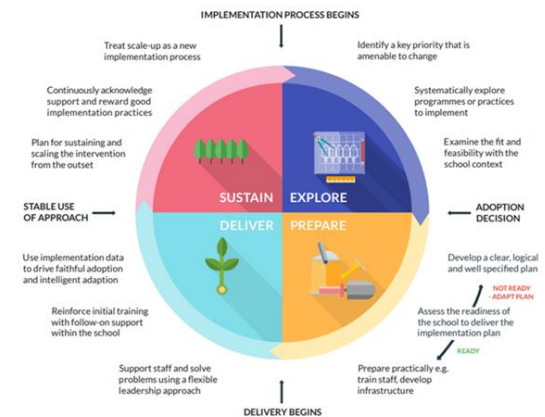 IMPLEMENTATION PROCESS BEGINS
Treat scale-up as a new
implementation process
Identify a key priority that is
amenable to change
Continuously acknowledge
support and reward good
implementation practices
Systematically explore
programmes or practices
to implement
Plan for sustaining and
scaling the intervention
from the outset
Examine the fit and
feasibility with the
school context
SUSTAIN
EXPLORE
STABLE USE
OF APPROACH
ADOPTION
DECISION
DELIVER
PREPARE
Use implementation data
to drive faithful adoption
and intelligent adaption
Develop a clear, logical
and well specified plan
NOT READY
- ADAPT PLAN
Reinforce initial training
with follow-on support
within the school
Assess the readiness of
the school to deliver the
implementation plan
READY
Support staff and solve
problems using a flexible
leadership approach
Prepare practically e.g.
train staff, develop
infrastructure
DELIVERY BEGINS